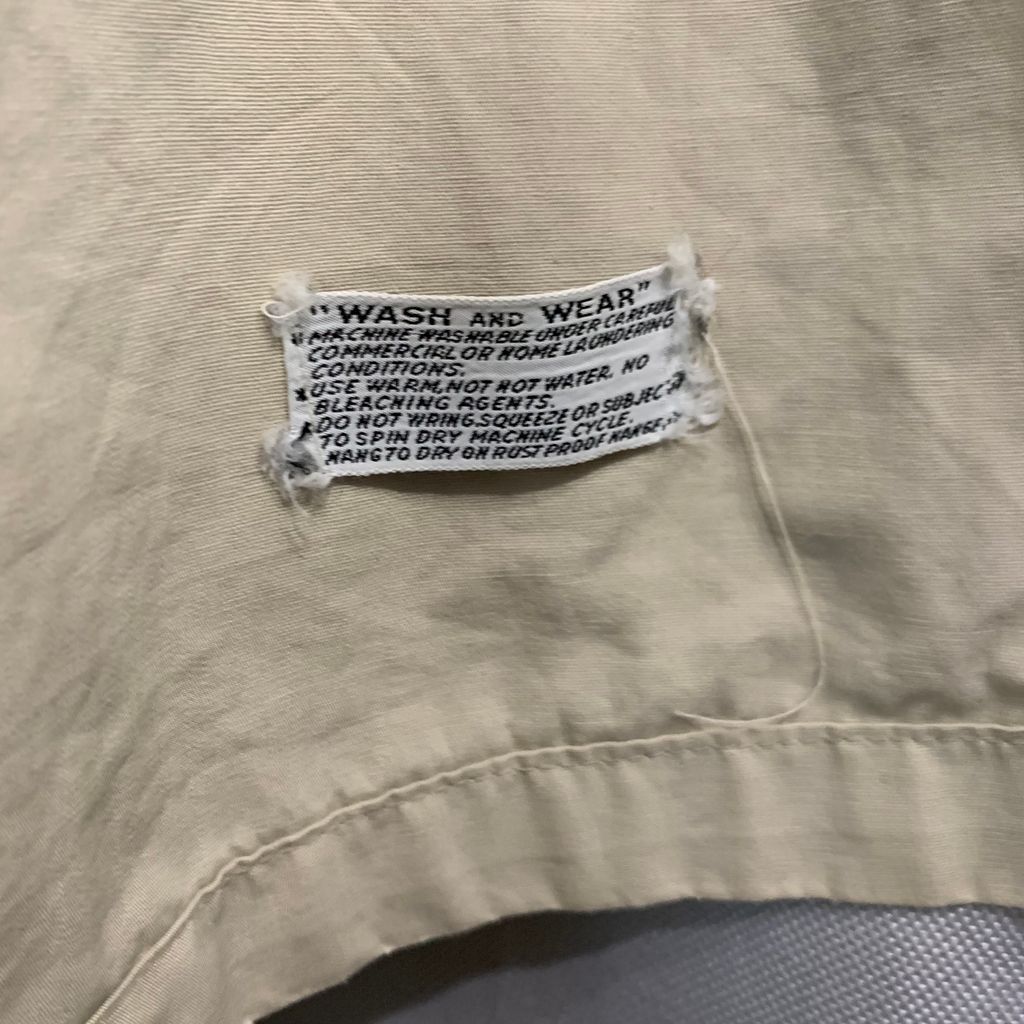 "WASH AND WEAR"
MACHINE WASHABLE UNDER CAREFUL
COMMERCIAL OR HOME LAUNDERING
CONDITIONS.
USE WARM, NOT HOT WATER. NO
BLEACHING AGENTS.
DO NOT WRING, SQUEEZE OR SUBJECT
TO SPIN DRY MACHINE CYCLE.
HANG TO DRY ON RUST PROOF HANGER.